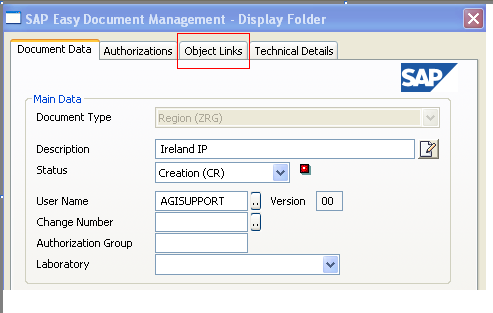 SAP Easy Document Management - Display Folder
Document Data Authorizations Object Links Technical Details
SAP
Main Data
Document Type Region (ZRG)
Description Ireland IP
Status Creation (CR)
User Name AGISUPPORT .. Version 00
Change Number ..
Authorization Group
Laboratory